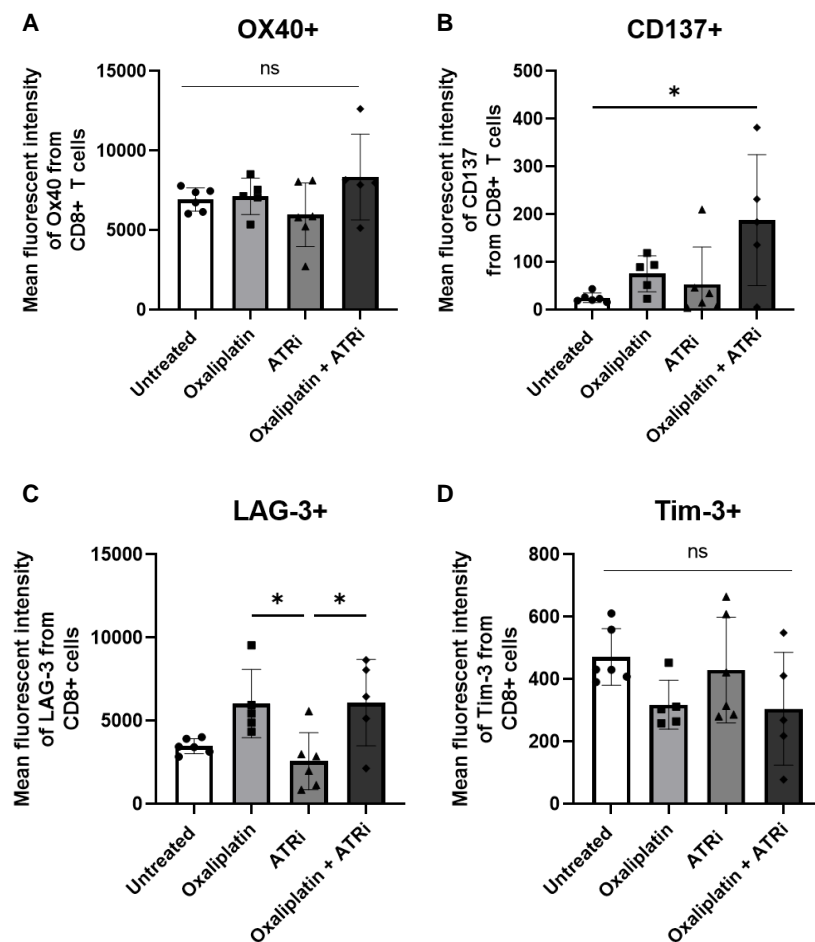 A
OX40+
Mean fluorescent intensity
of Ox40 from
CD8+ T cells
15000
10000
5000
0
ns
Untreated
Oxaliplatin
ATRi
Oxaliplatin + ATRi
B
CD137+
Mean fluorescent intensity
of CD137
from CD8+ T cells
500
400
300
200
100
0
*
Untreated
Oxaliplatin
ATRi
Oxaliplatin + ATRi
C
LAG-3+
Mean fluorescent intensity
of LAG-3 from
CD8+ cells
15000
10000
5000
0
*
*
Untreated
Oxaliplatin
ATRi
Oxaliplatin + ATRi
D
Tim-3+
Mean fluorescent intensity
of Tim-3 from
CD8+ cells
800
600
400
200
0
ns
Untreated
Oxaliplatin
ATRi
Oxaliplatin + ATRi